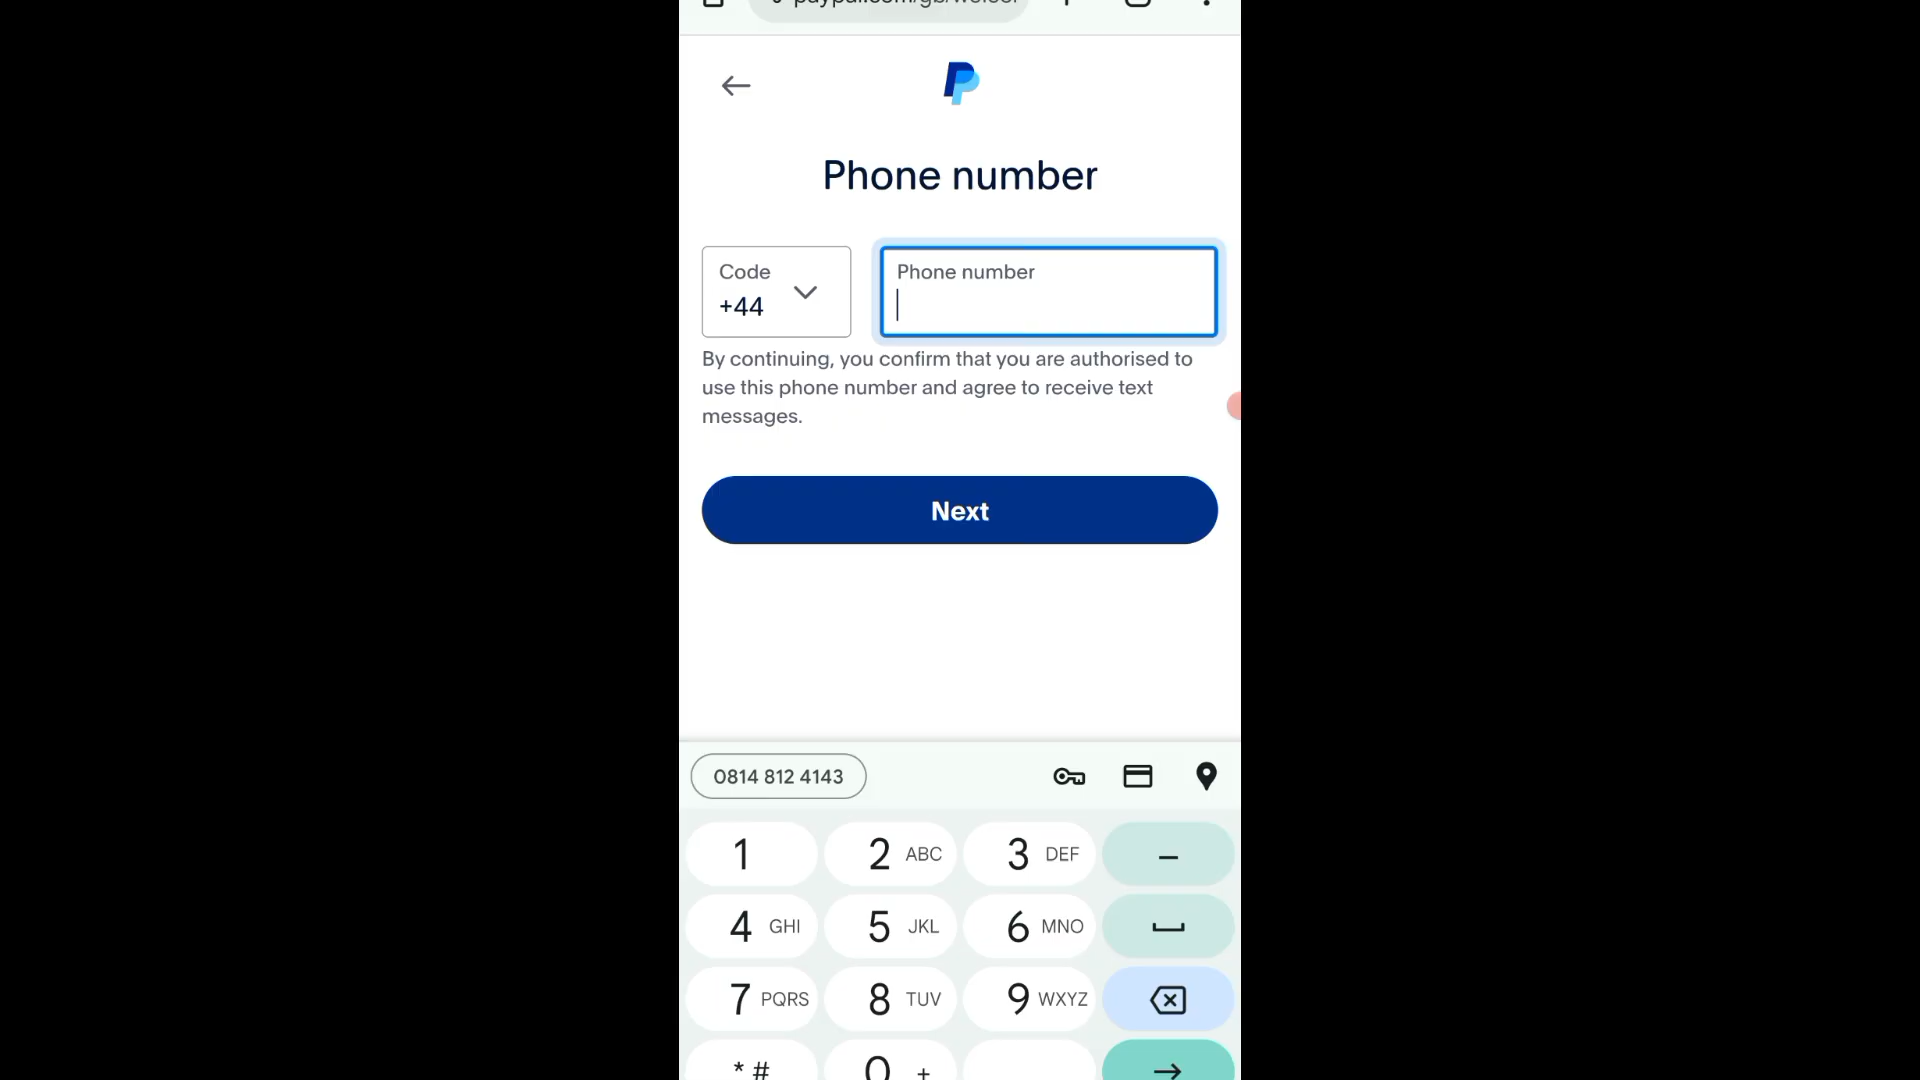 Phone number
Code
+44
Phone number
By continuing, you confirm that you are authorised to
use this phone number and agree to receive text
messages.
Next
0814 812 4143
1
2 ABC
3 DEF
–
4 GHI
5 JKL
6 MNO
7 PQRS
8 TUV
9 WXYZ
* #
0 +